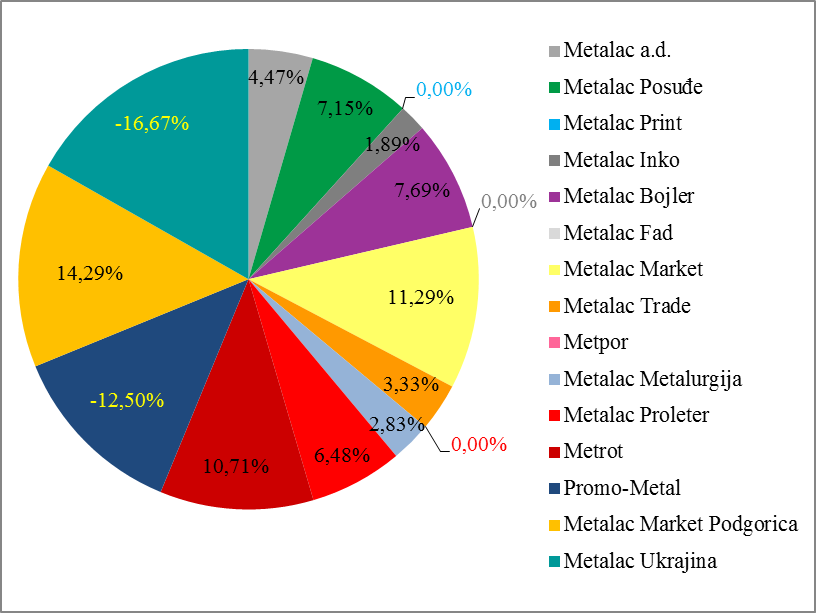 4,47%
7,15%
0,00%
1,89%
7,69%
0,00%
11,29%
3,33%
0,00%
2,83%
6,48%
10,71%
-12,50%
14,29%
-16,67%
Metalac a.d.
Metalac Posuđe
Metalac Print
Metalac Inko
Metalac Bojler
Metalac Fad
Metalac Market
Metalac Trade
Metpor
Metalac Metalurgija
Metalac Proleter
Metrot
Promo-Metal
Metalac Market Podgorica
Metalac Ukrajina